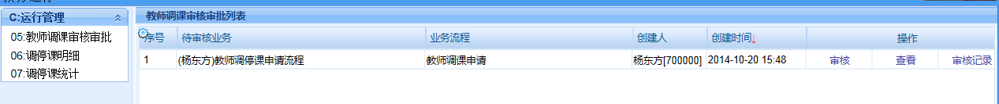 C:运行管理
05:教师调课审核审批
06:调停课明细
07:调停课统计
教师调课审核审批列表
序号 待审核业务 业务流程 创建人 创建时间↓ 操作
1 (杨东方)教师调停课申请流程 教师调课申请 杨东方[700000] 2014-10-20 15:48 审核 查看 审核记录